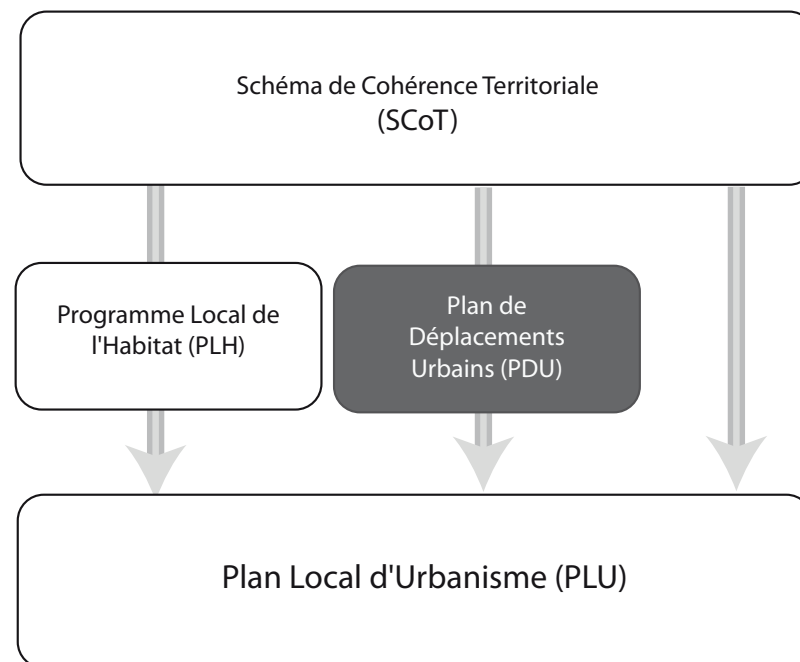 Schéma de Cohérence Territoriale
(SCoT)
Programme Local de
l'Habitat (PLH)
Plan de
Déplacements
Urbains (PDU)
Plan Local d'Urbanisme (PLU)